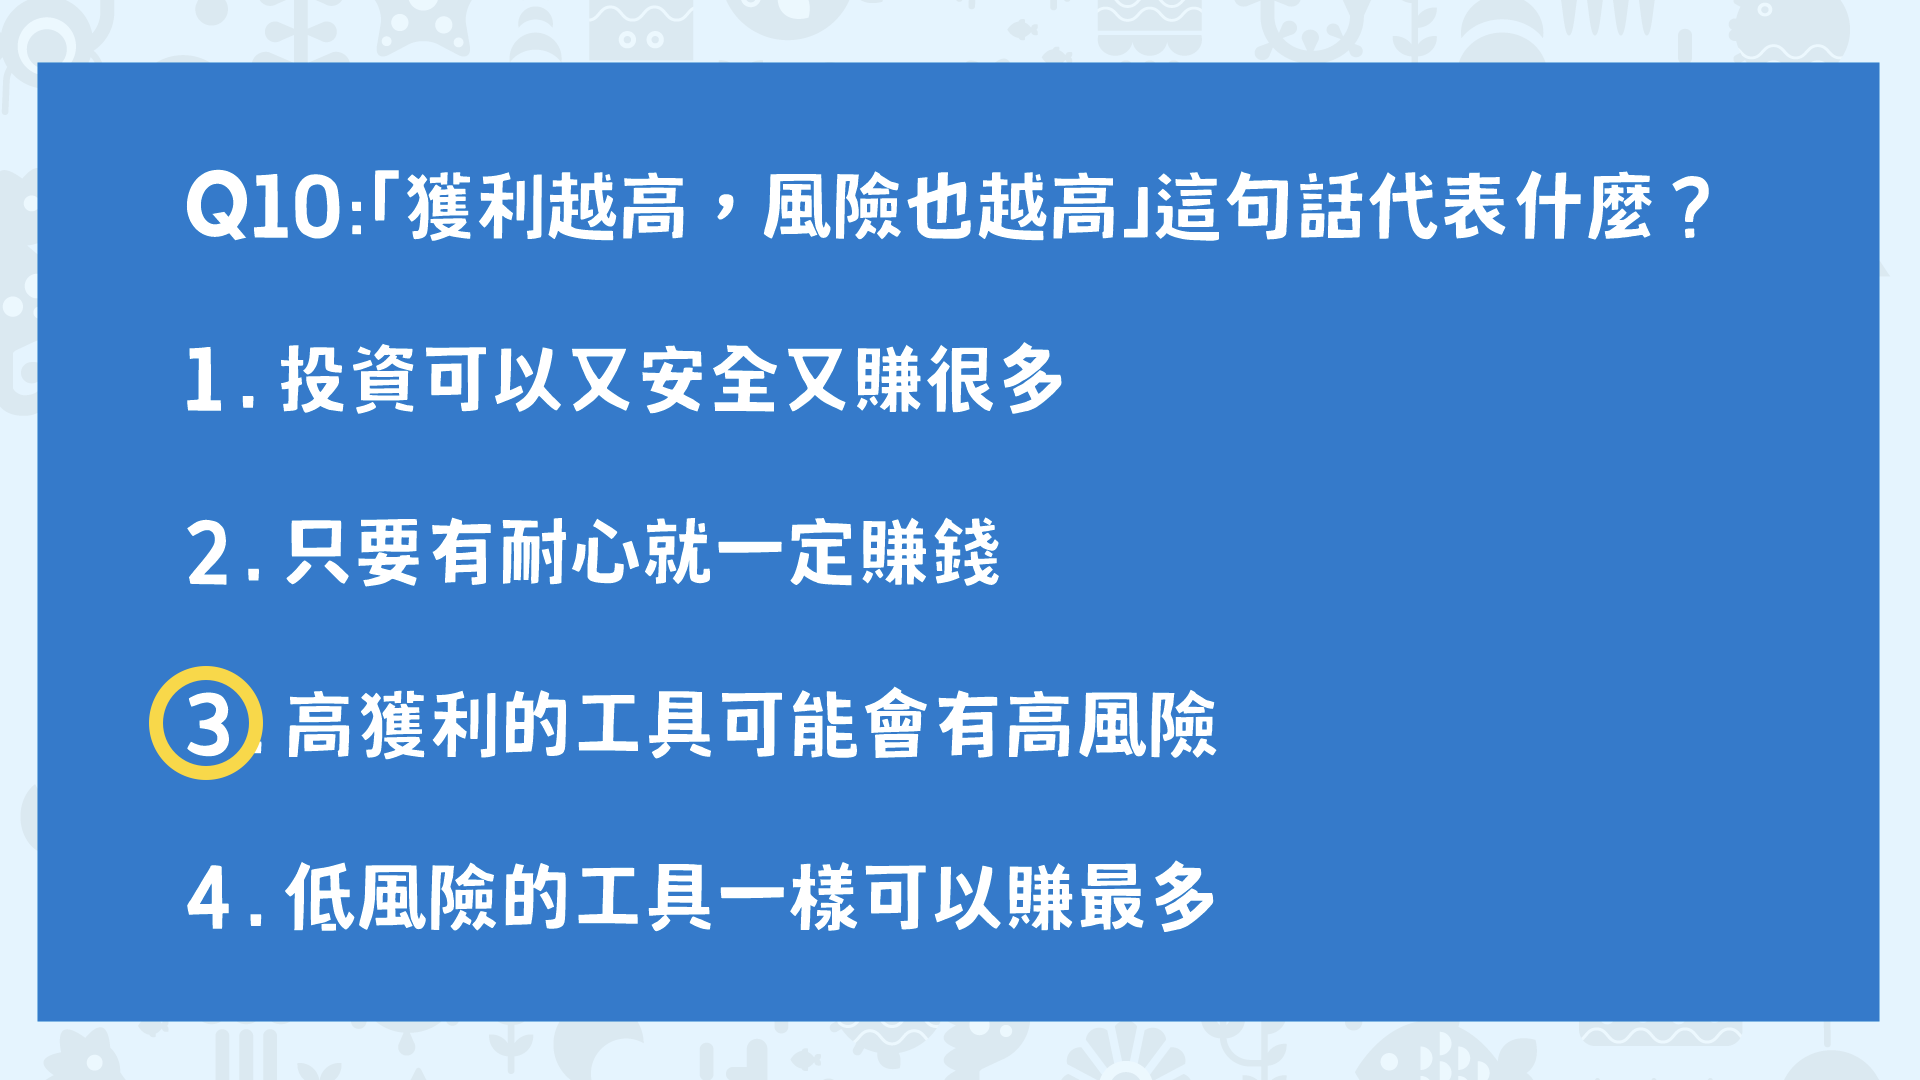 Q10:「獲利越高，風險也越高」這句話代表什麼？
1. 投資可以又安全又賺很多
2. 只要有耐心就一定賺錢
3. 高獲利的工具可能會有高風險
4. 低風險的工具一樣可以賺最多